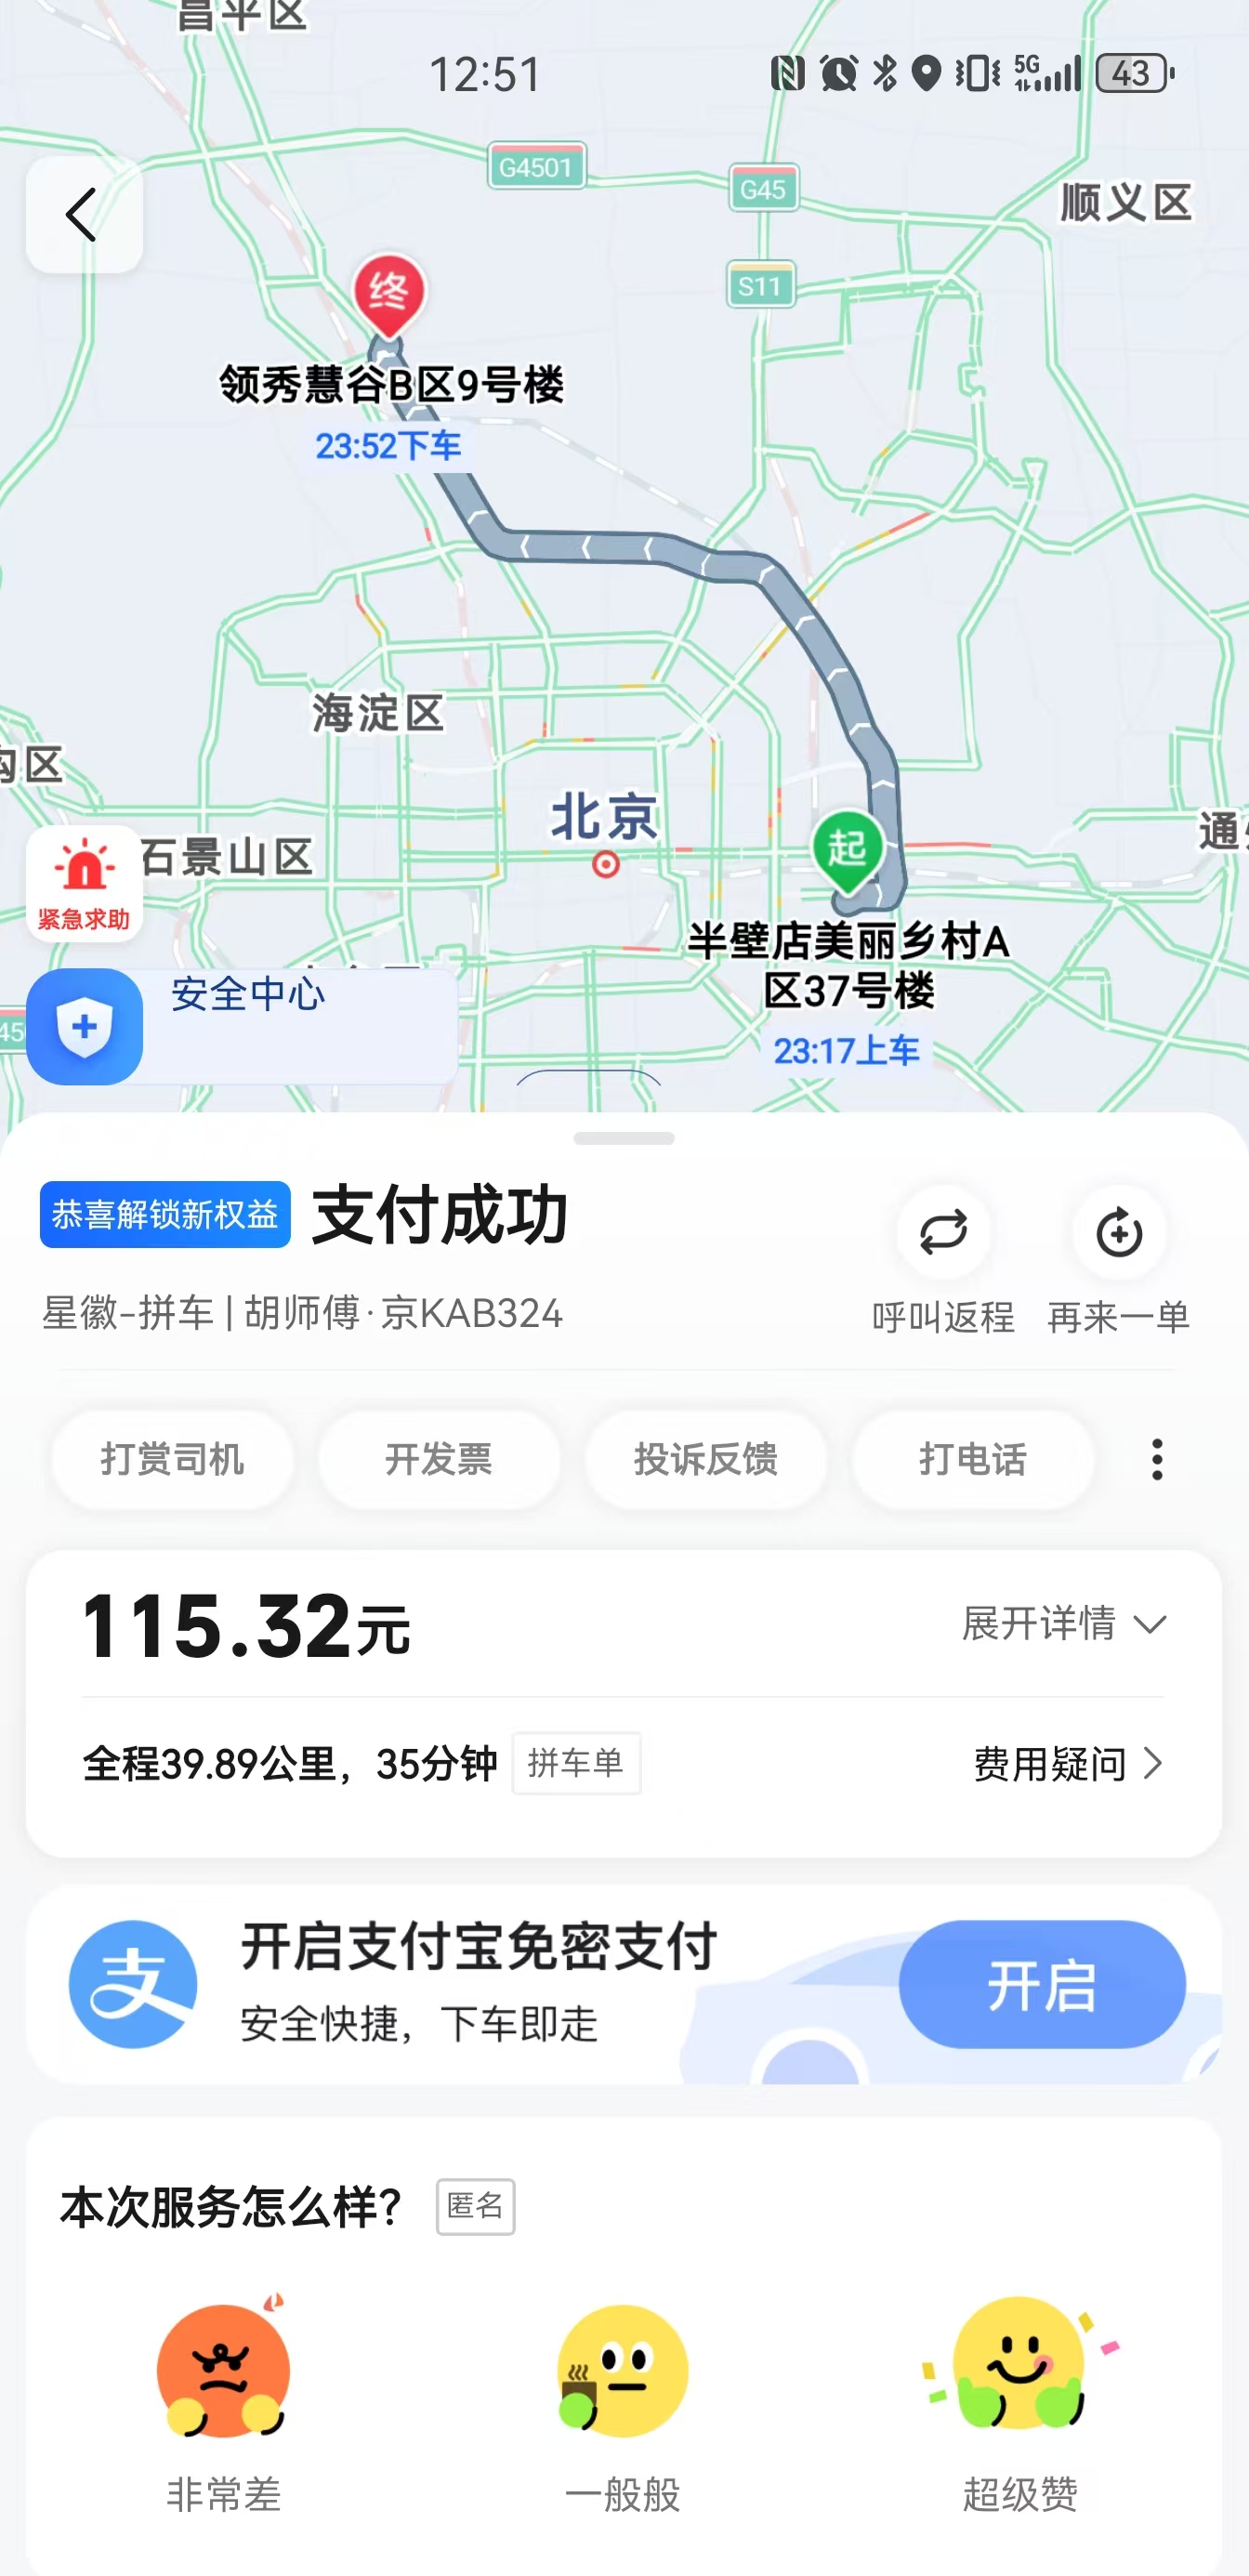 昌平区
12:51
5G
43
G4501
G45
顺义区
S11
终
领秀慧谷B区9号楼
23:52下车
海淀区
沟区
北京
起
通州
石景山区
紧急求助
半壁店美丽乡村A
区37号楼
安全中心
23:17上车
恭喜解锁新权益 支付成功
星徽-拼车 | 胡师傅·京KAB324
呼叫返程 再来一单
打赏司机 开发票 投诉反馈 打电话
115.32元 展开详情
全程39.89公里，35分钟 拼车单 费用疑问
支
开启支付宝免密支付
安全快捷，下车即走
开启
本次服务怎么样？ 匿名
非常差 一般般 超级赞